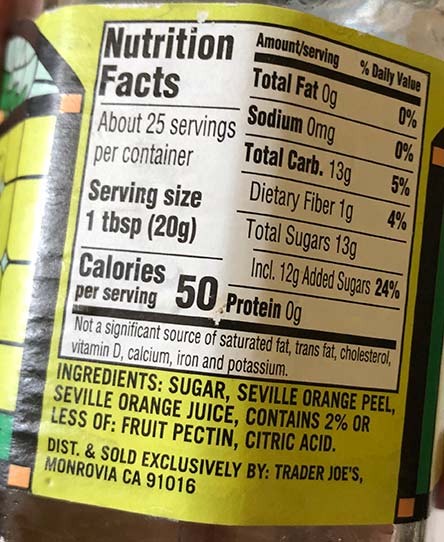 Nutrition
Facts
About 25 servings
per container
Serving size
1 tbsp (20g)
Calories
per serving 50
Amount/serving % Daily Value
Total Fat 0g 0%
Sodium 0mg 0%
Total Carb. 13g 5%
Dietary Fiber 1g 4%
Total Sugars 13g
Incl. 12g Added Sugars 24%
Protein 0g
Not a significant source of saturated fat, trans fat, cholesterol,
vitamin D, calcium, iron and potassium.
INGREDIENTS: SUGAR, SEVILLE ORANGE PEEL,
SEVILLE ORANGE JUICE, CONTAINS 2% OR
LESS OF: FRUIT PECTIN, CITRIC ACID.
DIST. & SOLD EXCLUSIVELY BY: TRADER JOE'S,
MONROVIA CA 91016